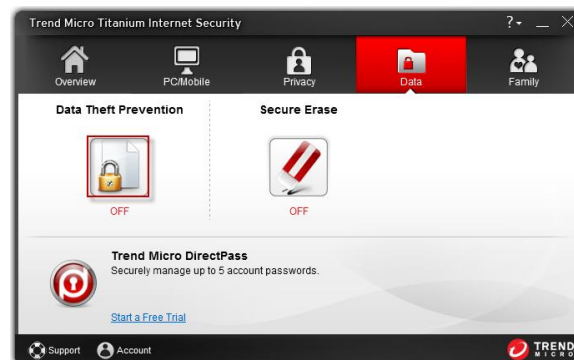 Trend Micro Titanium Internet Security
?
Overview
PC/Mobile
Privacy
Data
Family
Data Theft Prevention
Secure Erase
OFF
OFF
Trend Micro DirectPass
Securely manage up to 5 account passwords.
Start a Free Trial
Support
Account
TREND
MICRO